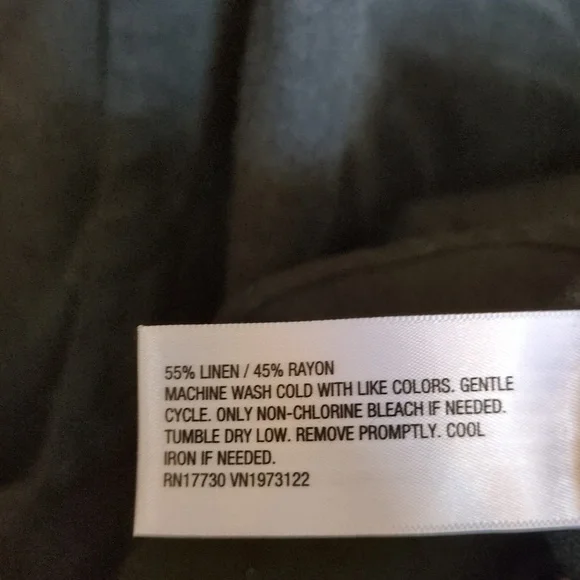 55% LINEN / 45% RAYON
MACHINE WASH COLD WITH LIKE COLORS. GENTLE
CYCLE. ONLY NON-CHLORINE BLEACH IF NEEDED.
TUMBLE DRY LOW. REMOVE PROMPTLY. COOL
IRON IF NEEDED.
RN17730 VN1973122